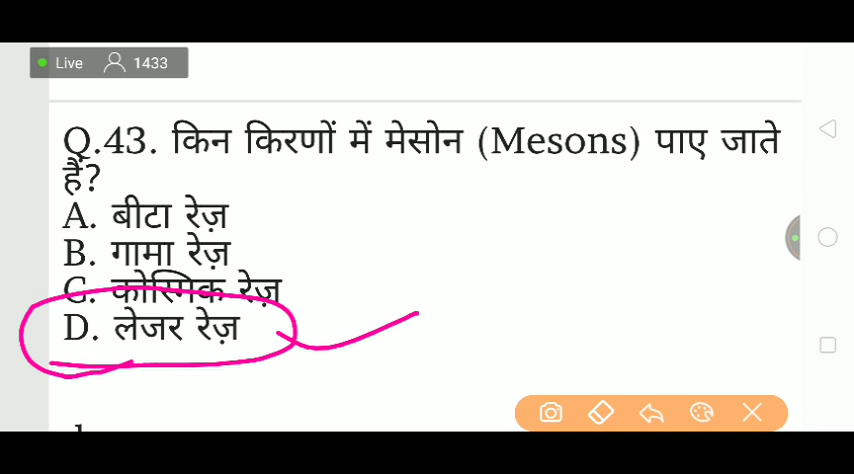 Live 1433
Q.43. किन किरणों में मेसोन (Mesons) पाए जाते
हैं?
A. बीटा रेज़
B. गामा रेज़
C. कोस्मिक रेज़
D. लेजर रेज़